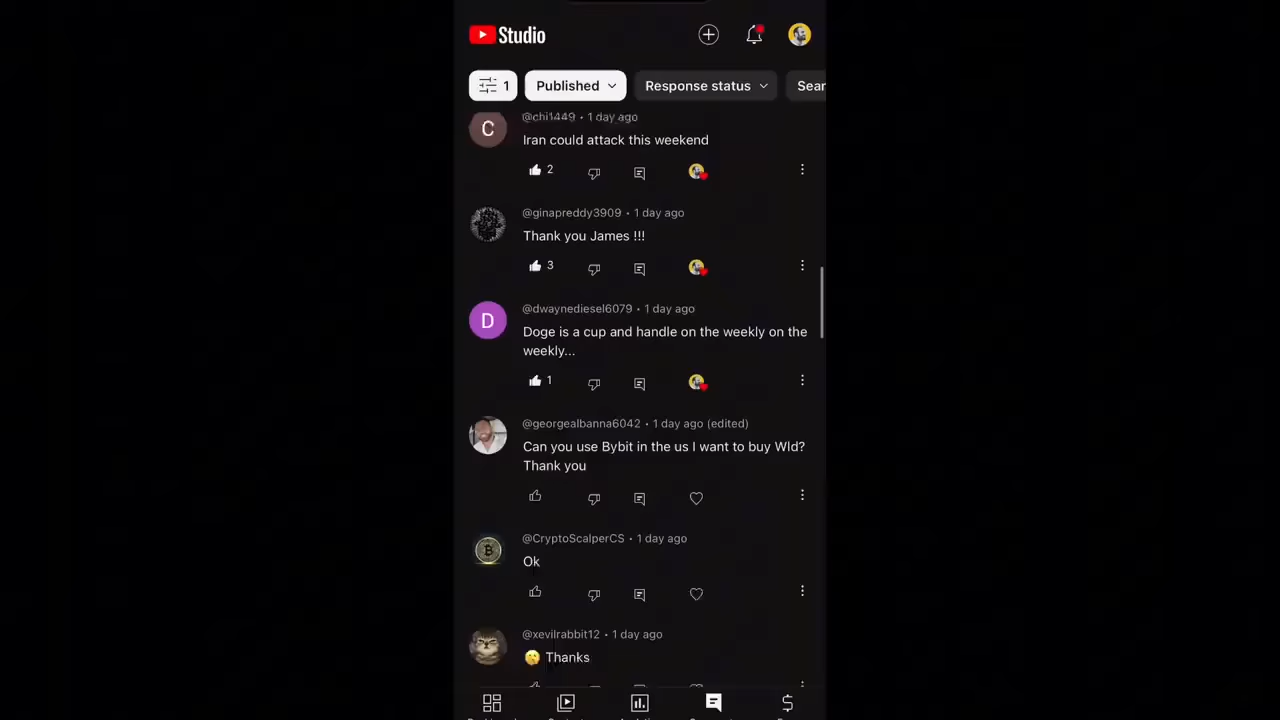 Studio
1
Published
Response status
Sear
@chi1449 • 1 day ago
C
Iran could attack this weekend
2
@ginapreddy3909 • 1 day ago
Thank you James !!!
3
@dwaynediesel6079 • 1 day ago
D
Doge is a cup and handle on the weekly on the
weekly...
1
@georgealbanna6042 • 1 day ago (edited)
Can you use Bybit in the us I want to buy Wld?
Thank you
@CryptoScalperCS • 1 day ago
Ok
@xevilrabbit12 • 1 day ago
🤫 Thanks